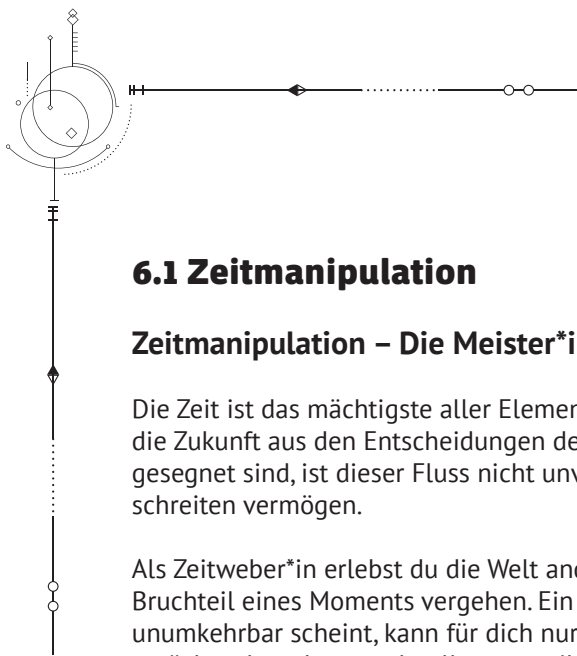 6.1 Zeitmanipulation
Zeitmanipulation – Die Meister*i
Die Zeit ist das mächtigste aller Elemen
die Zukunft aus den Entscheidungen de
gesegnet sind, ist dieser Fluss nicht unv
schreiten vermögen.
Als Zeitweber*in erlebst du die Welt and
Bruchteil eines Moments vergehen. Ein
unumkehrbar scheint, kann für dich nur